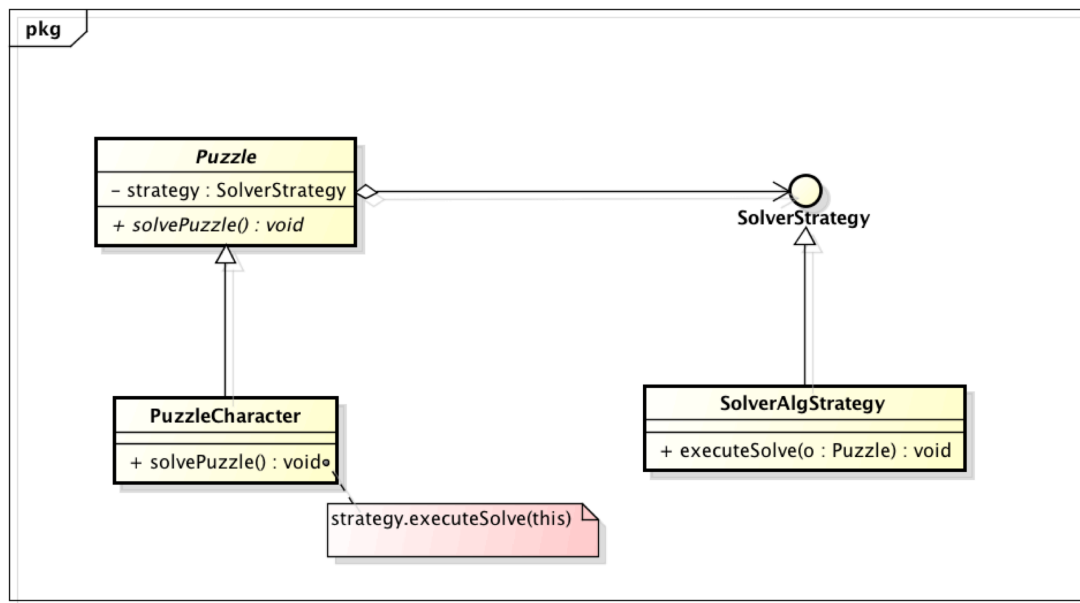 pkg
Puzzle
- strategy : SolverStrategy
+ solvePuzzle() : void
SolverStrategy
PuzzleCharacter
+ solvePuzzle() : void
SolverAlgStrategy
+ executeSolve(o : Puzzle) : void
strategy.executeSolve(this)